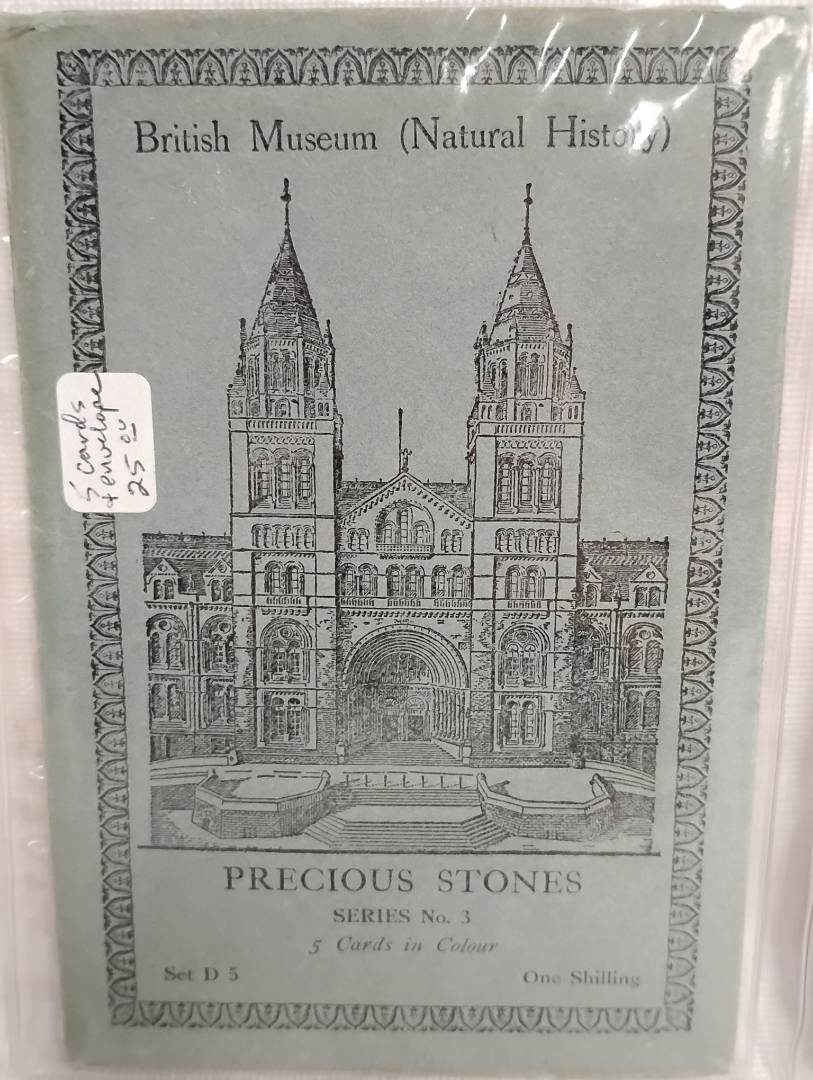 British Museum (Natural History)
5 cards
+ envelope
25 00
PRECIOUS STONES
SERIES No. 3
5 Cards in Colour
Set D 5
One Shilling